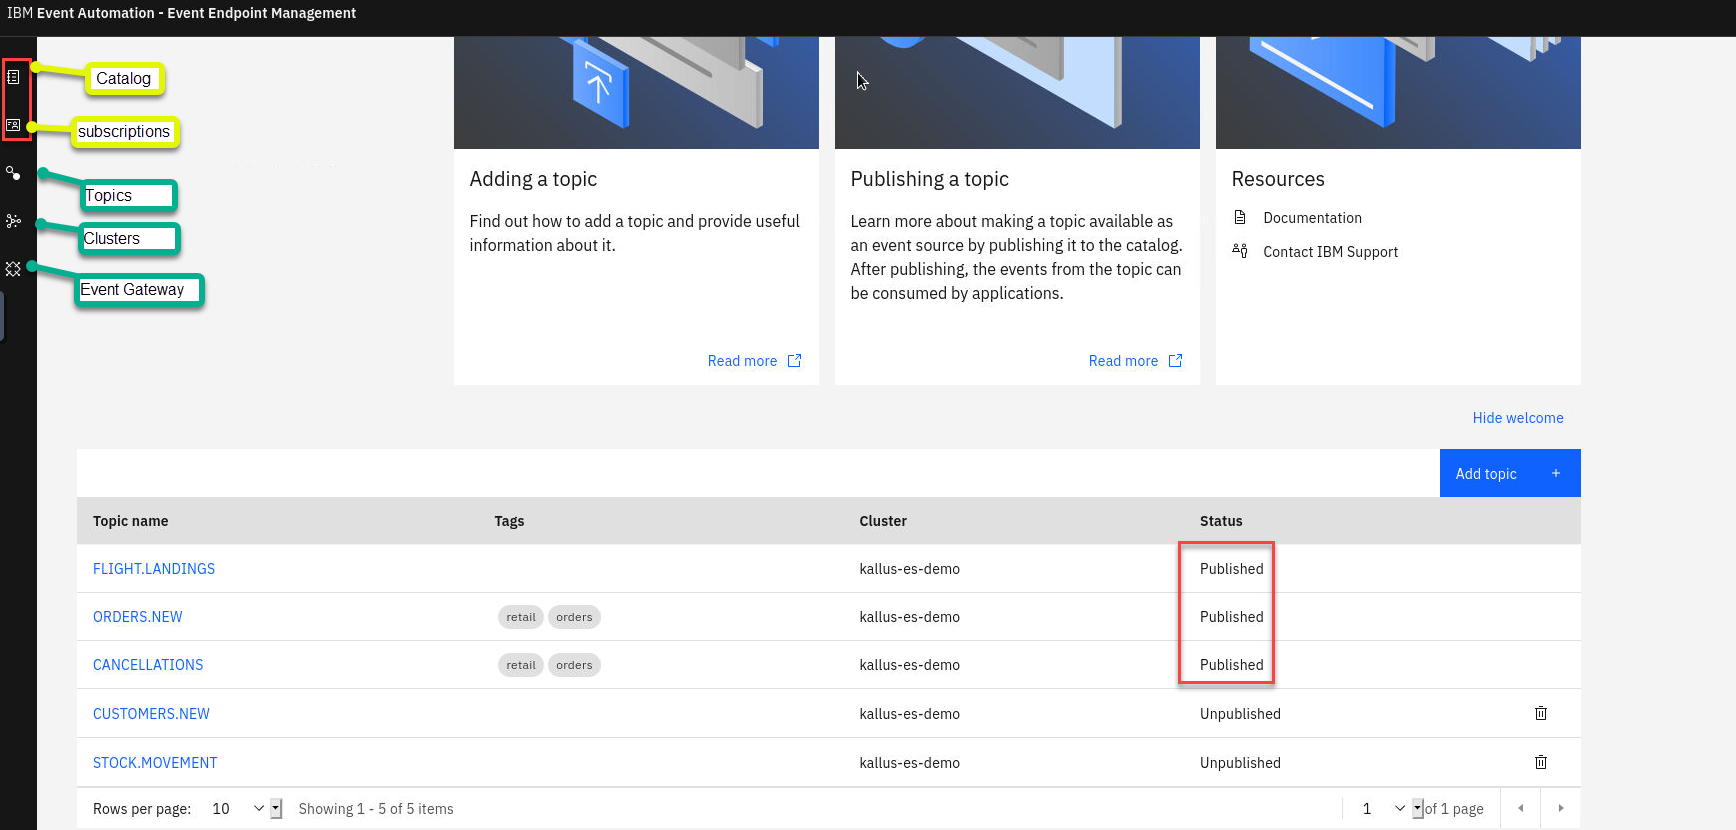 IBM Event Automation - Event Endpoint Management
Catalog
subscriptions
Topics
Clusters
Event Gateway
Adding a topic
Find out how to add a topic and provide useful
information about it.
Read more
Publishing a topic
Learn more about making a topic available as
an event source by publishing it to the catalog.
After publishing, the events from the topic can
be consumed by applications.
Read more
Resources
Documentation
Contact IBM Support
Hide welcome
Add topic +
Topic name Tags Cluster Status
FLIGHT.LANDINGS kallus-es-demo Published
ORDERS.NEW retail orders kallus-es-demo Published
CANCELLATIONS retail orders kallus-es-demo Published
CUSTOMERS.NEW kallus-es-demo Unpublished
STOCK.MOVEMENT kallus-es-demo Unpublished
Rows per page: 10 Showing 1 - 5 of 5 items 1 of 1 page